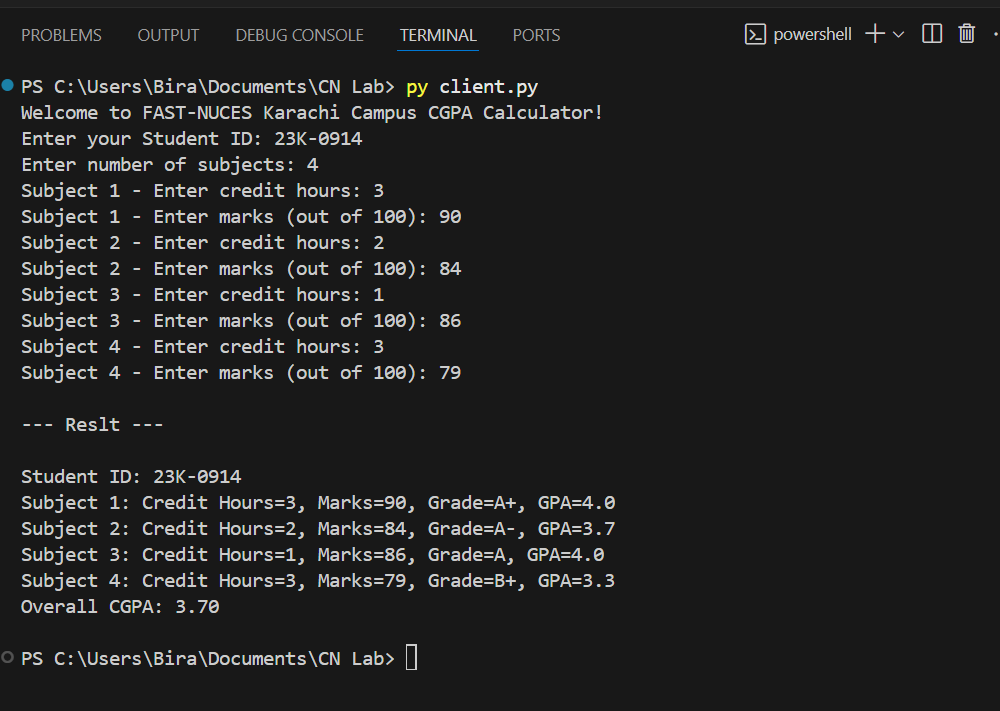 PROBLEMS OUTPUT DEBUG CONSOLE TERMINAL PORTS powershell
PS C:\Users\Bira\Documents\CN Lab> py client.py
Welcome to FAST-NUCES Karachi Campus CGPA Calculator!
Enter your Student ID: 23K-0914
Enter number of subjects: 4
Subject 1 - Enter credit hours: 3
Subject 1 - Enter marks (out of 100): 90
Subject 2 - Enter credit hours: 2
Subject 2 - Enter marks (out of 100): 84
Subject 3 - Enter credit hours: 1
Subject 3 - Enter marks (out of 100): 86
Subject 4 - Enter credit hours: 3
Subject 4 - Enter marks (out of 100): 79
--- Reslt ---
Student ID: 23K-0914
Subject 1: Credit Hours=3, Marks=90, Grade=A+, GPA=4.0
Subject 2: Credit Hours=2, Marks=84, Grade=A-, GPA=3.7
Subject 3: Credit Hours=1, Marks=86, Grade=A, GPA=4.0
Subject 4: Credit Hours=3, Marks=79, Grade=B+, GPA=3.3
Overall CGPA: 3.70
PS C:\Users\Bira\Documents\CN Lab>